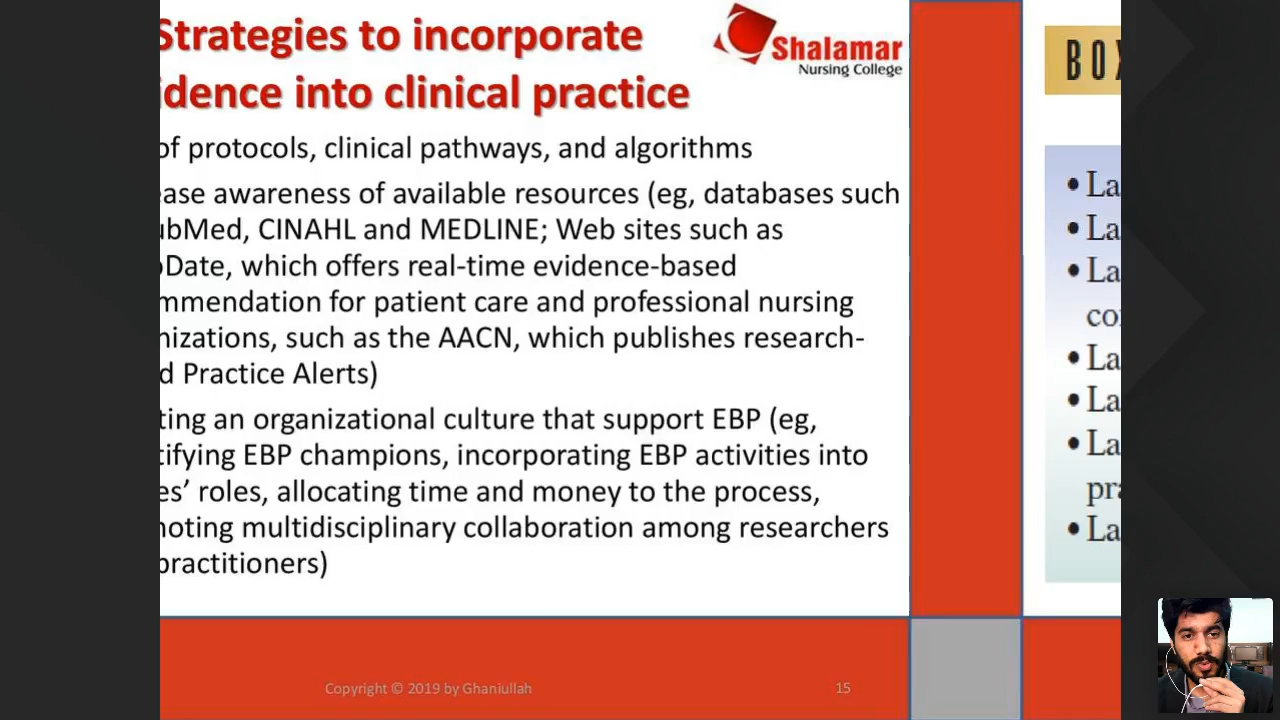 Strategies to incorporate
idence into clinical practice
Shalamar
Nursing College
of protocols, clinical pathways, and algorithms
ease awareness of available resources (eg, databases such
ubMed, CINAHL and MEDLINE; Web sites such as
oDate, which offers real-time evidence-based
mmendation for patient care and professional nursing
nizations, such as the AACN, which publishes research-
d Practice Alerts)
ting an organizational culture that support EBP (eg,
tifying EBP champions, incorporating EBP activities into
es’ roles, allocating time and money to the process,
noting multidisciplinary collaboration among researchers
practitioners)
Copyright © 2019 by Ghaniullah
15
BOX
• La
• La
• La
co
• La
• La
• La
pra
• La